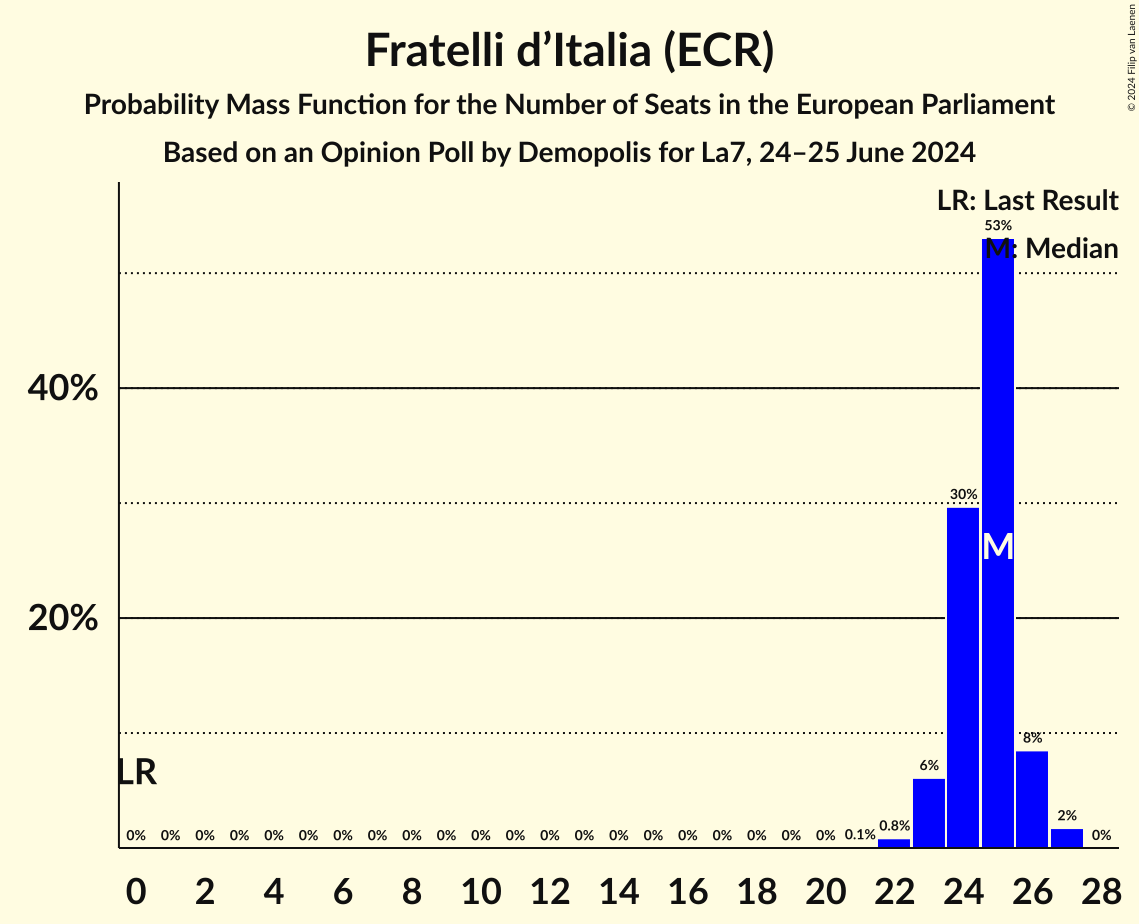 Fratelli d’Italia (ECR)
Probability Mass Function for the Number of Seats in the European Parliament
Based on an Opinion Poll by Demopolis for La7, 24–25 June 2024
© 2024 Filip van Laenen
LR: Last Result
M: Median
53%
40%
30%
M
20%
LR
8%
6%
2%
0% 0% 0% 0% 0% 0% 0% 0% 0% 0% 0% 0% 0% 0% 0% 0% 0% 0% 0% 0% 0% 0.1% 0.8% 0%
0 2 4 6 8 10 12 14 16 18 20 22 24 26 28